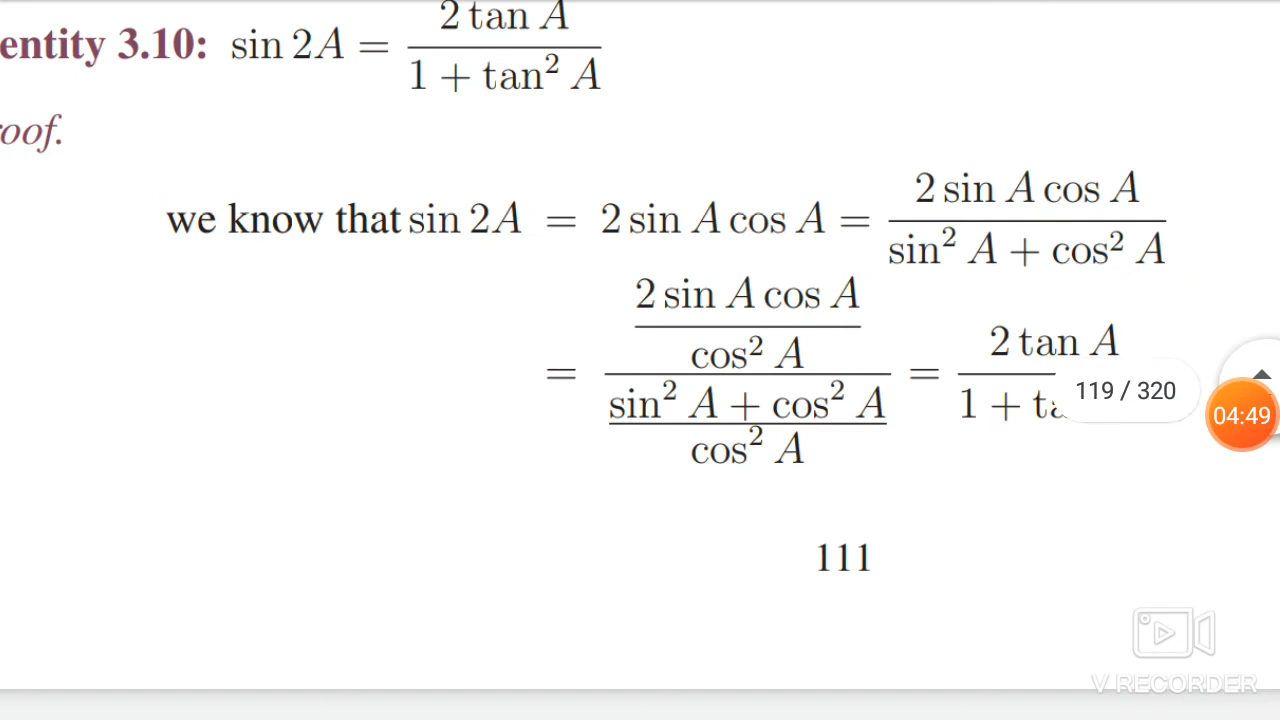 entity 3.10: sin 2A = 2 tan A / 1 + tan² A
roof.
we know that sin 2A = 2 sin A cos A = 2 sin A cos A / sin² A + cos² A
= 2 sin A cos A / cos² A / sin² A + cos² A / cos² A = 2 tan A / 1 + ta
119 / 320
04:49
111
V RECORDER